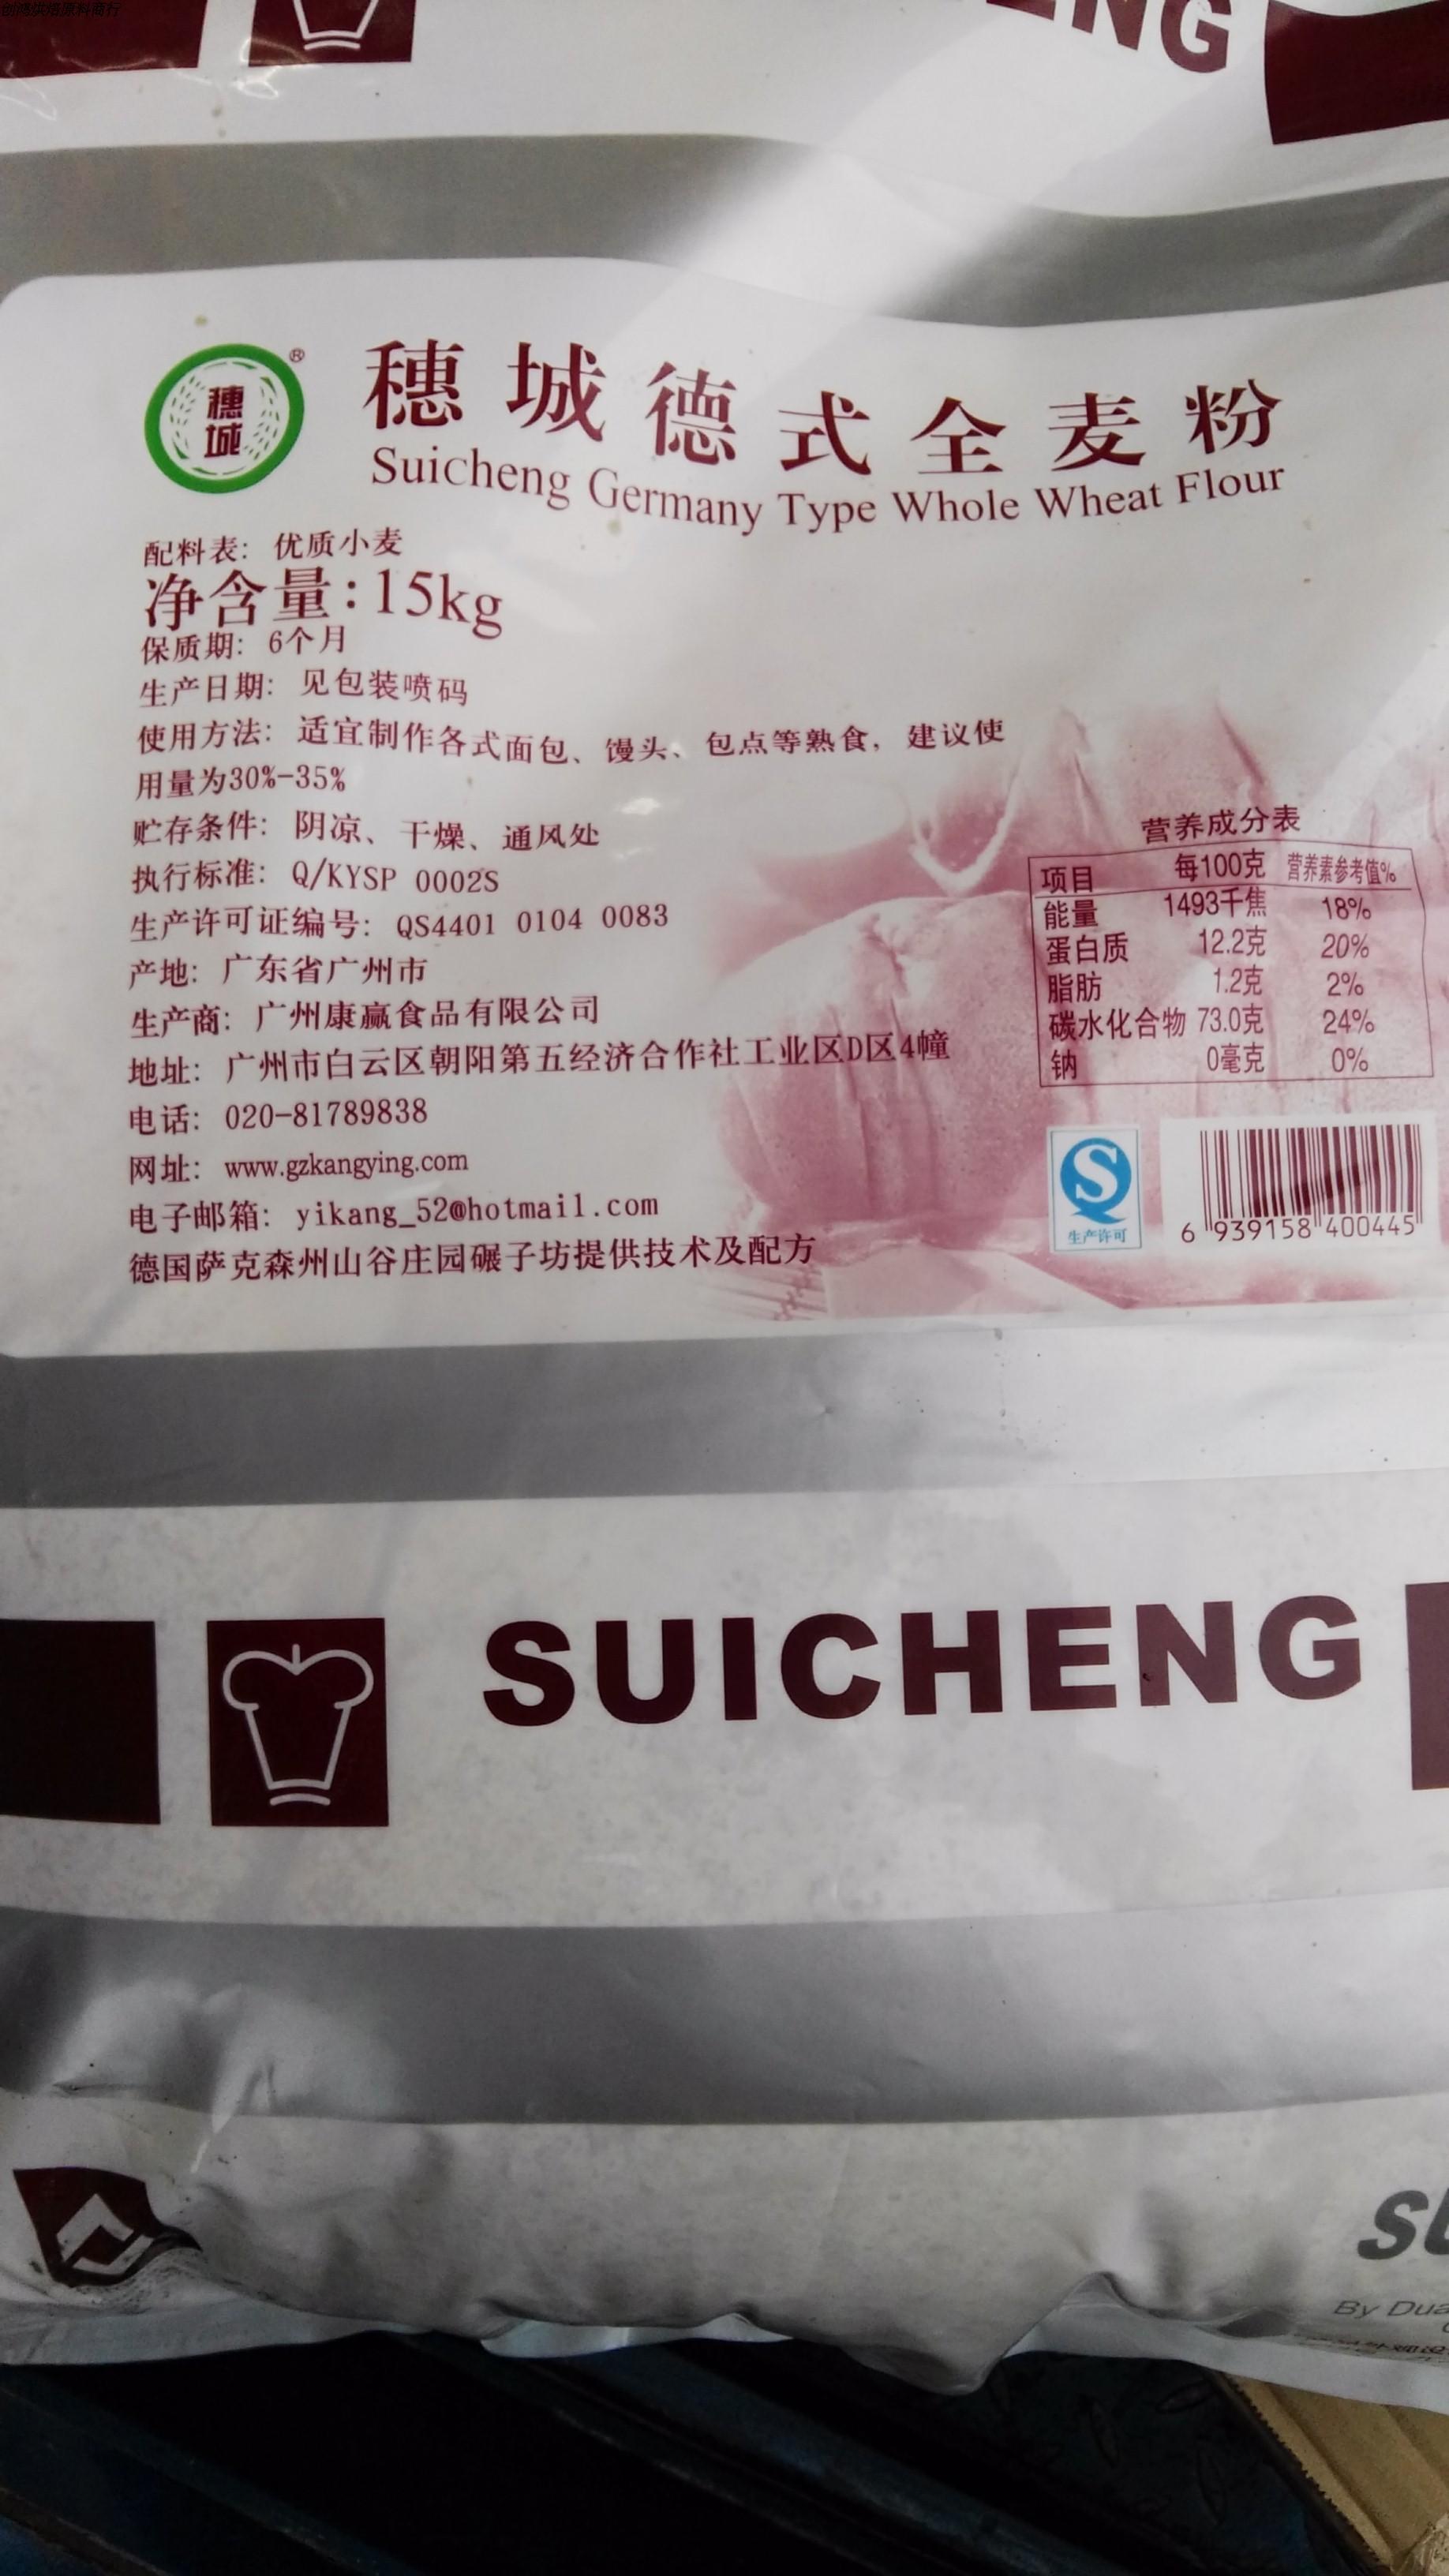 创鸿烘焙原料商行
NG
穗城
®
穗城德式全麦粉
Suicheng Germany Type Whole Wheat Flour
配料表：优质小麦
净含量：15kg
保质期：6个月
生产日期：见包装喷码
使用方法：适宜制作各式面包、馒头、包点等熟食，建议使
用量为30%-35%
贮存条件：阴凉、干燥、通风处
执行标准：Q/KYSP 0002S
生产许可证编号：QS4401 0104 0083
产地：广东省广州市
生产商：广州康赢食品有限公司
地址：广州市白云区朝阳第五经济合作社工业区D区4幢
电话：020-81789838
网址：www.gzkangying.com
电子邮箱：yikang_52@hotmail.com
德国萨克森州山谷庄园碾子坊提供技术及配方
营养成分表
项目 每100克 营养素参考值%
能量 1493千焦 18%
蛋白质 12.2克 20%
脂肪 1.2克 2%
碳水化合物 73.0克 24%
钠 0毫克 0%
生产许可
6 939158 400445
SUICHENG
SU
By Dua